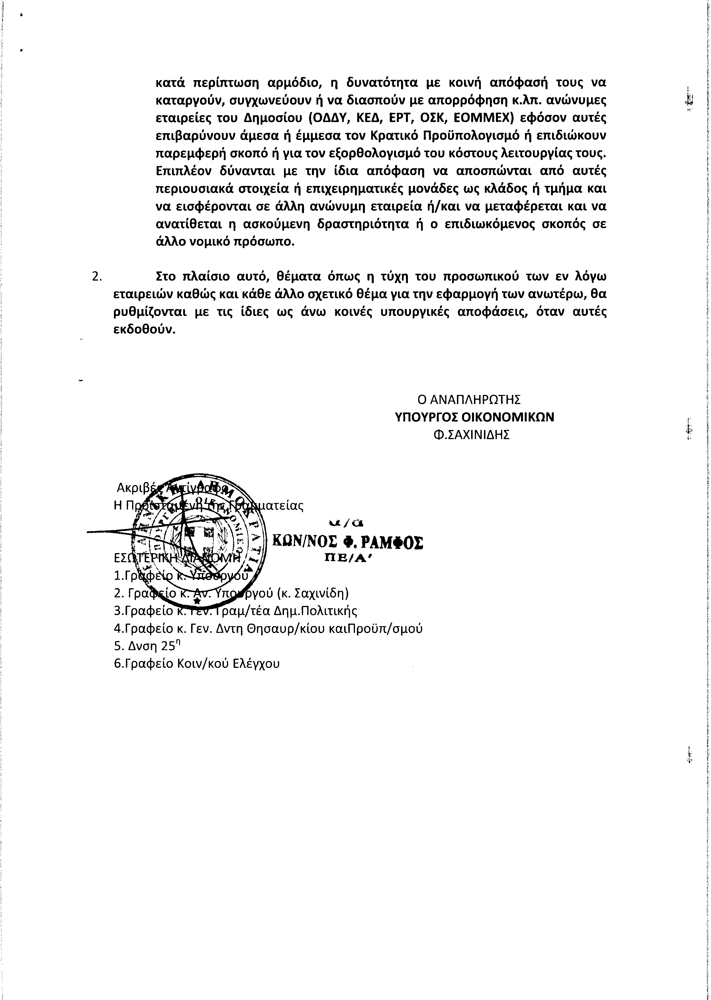 κατά περίπτωση αρμόδιο, η δυνατότητα με κοινή απόφασή τους να
καταργούν, συγχωνεύουν ή να διασπούν με απορρόφηση κ.λπ. ανώνυμες
εταιρείες του Δημοσίου (ΟΔΔΥ, ΚΕΔ, ΕΡΤ, ΟΣΚ, ΕΟΜΜΕΧ) εφόσον αυτές
επιβαρύνουν άμεσα ή έμμεσα τον Κρατικό Προϋπολογισμό ή επιδιώκουν
παρεμφερή σκοπό ή για τον εξορθολογισμό του κόστους λειτουργίας τους.
Επιπλέον δύνανται με την ίδια απόφαση να αποσπώνται από αυτές
περιουσιακά στοιχεία ή επιχειρηματικές μονάδες ως κλάδος ή τμήμα και
να εισφέρονται σε άλλη ανώνυμη εταιρεία ή/και να μεταφέρεται και να
ανατίθεται η ασκούμενη δραστηριότητα ή ο επιδιωκόμενος σκοπός σε
άλλο νομικό πρόσωπο.
2. Στο πλαίσιο αυτό, θέματα όπως η τύχη του προσωπικού των εν λόγω
εταιρειών καθώς και κάθε άλλο σχετικό θέμα για την εφαρμογή των ανωτέρω, θα
ρυθμίζονται με τις ίδιες ως άνω κοινές υπουργικές αποφάσεις, όταν αυτές
εκδοθούν.
Ο ΑΝΑΠΛΗΡΩΤΗΣ
ΥΠΟΥΡΓΟΣ ΟΙΚΟΝΟΜΙΚΩΝ
Φ.ΣΑΧΙΝΙΔΗΣ
Ακριβές Αντίγραφο
Η Προϊσταμένη της Γραμματείας
ΕΛΛΗΝΙΚΗ ΔΗΜΟΚΡΑΤΙΑ
ΥΠΟΥΡΓΕΙΟ ΟΙΚΟΝΟΜΙΚΩΝ
α/α
ΚΩΝ/ΝΟΣ Φ. ΡΑΜΦΟΣ
ΠΕ/Α'
ΕΣΩΤΕΡΙΚΗ ΔΙΑΝΟΜΗ
1.Γραφείο κ. Υπουργού
2. Γραφείο κ. Αν. Υπουργού (κ. Σαχινίδη)
3.Γραφείο κ. Γεν. Γραμ/τέα Δημ.Πολιτικής
4.Γραφείο κ. Γεν. Δντη Θησαυρ/κίου καιΠροϋπ/σμού
5. Δνση 25η
6.Γραφείο Κοιν/κού Ελέγχου